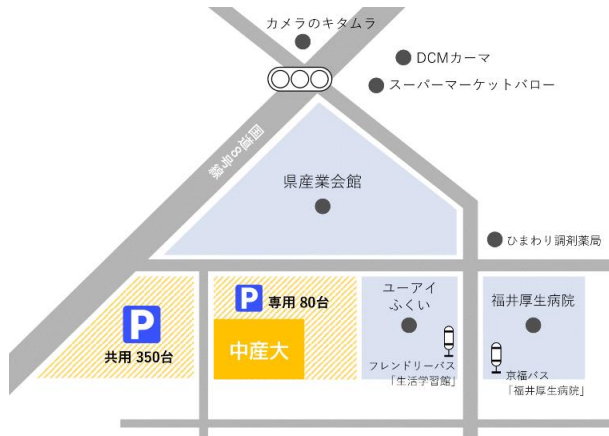 カメラのキタムラ
DCMカーマ
スーパーマーケットバロー
国道8号線
県産業会館
ひまわり調剤薬局
P
共用 350台
P 専用 80台
中産大
ユーアイ
ふくい
フレンドリーバス
「生活学習館」
福井厚生病院
京福バス
「福井厚生病院」